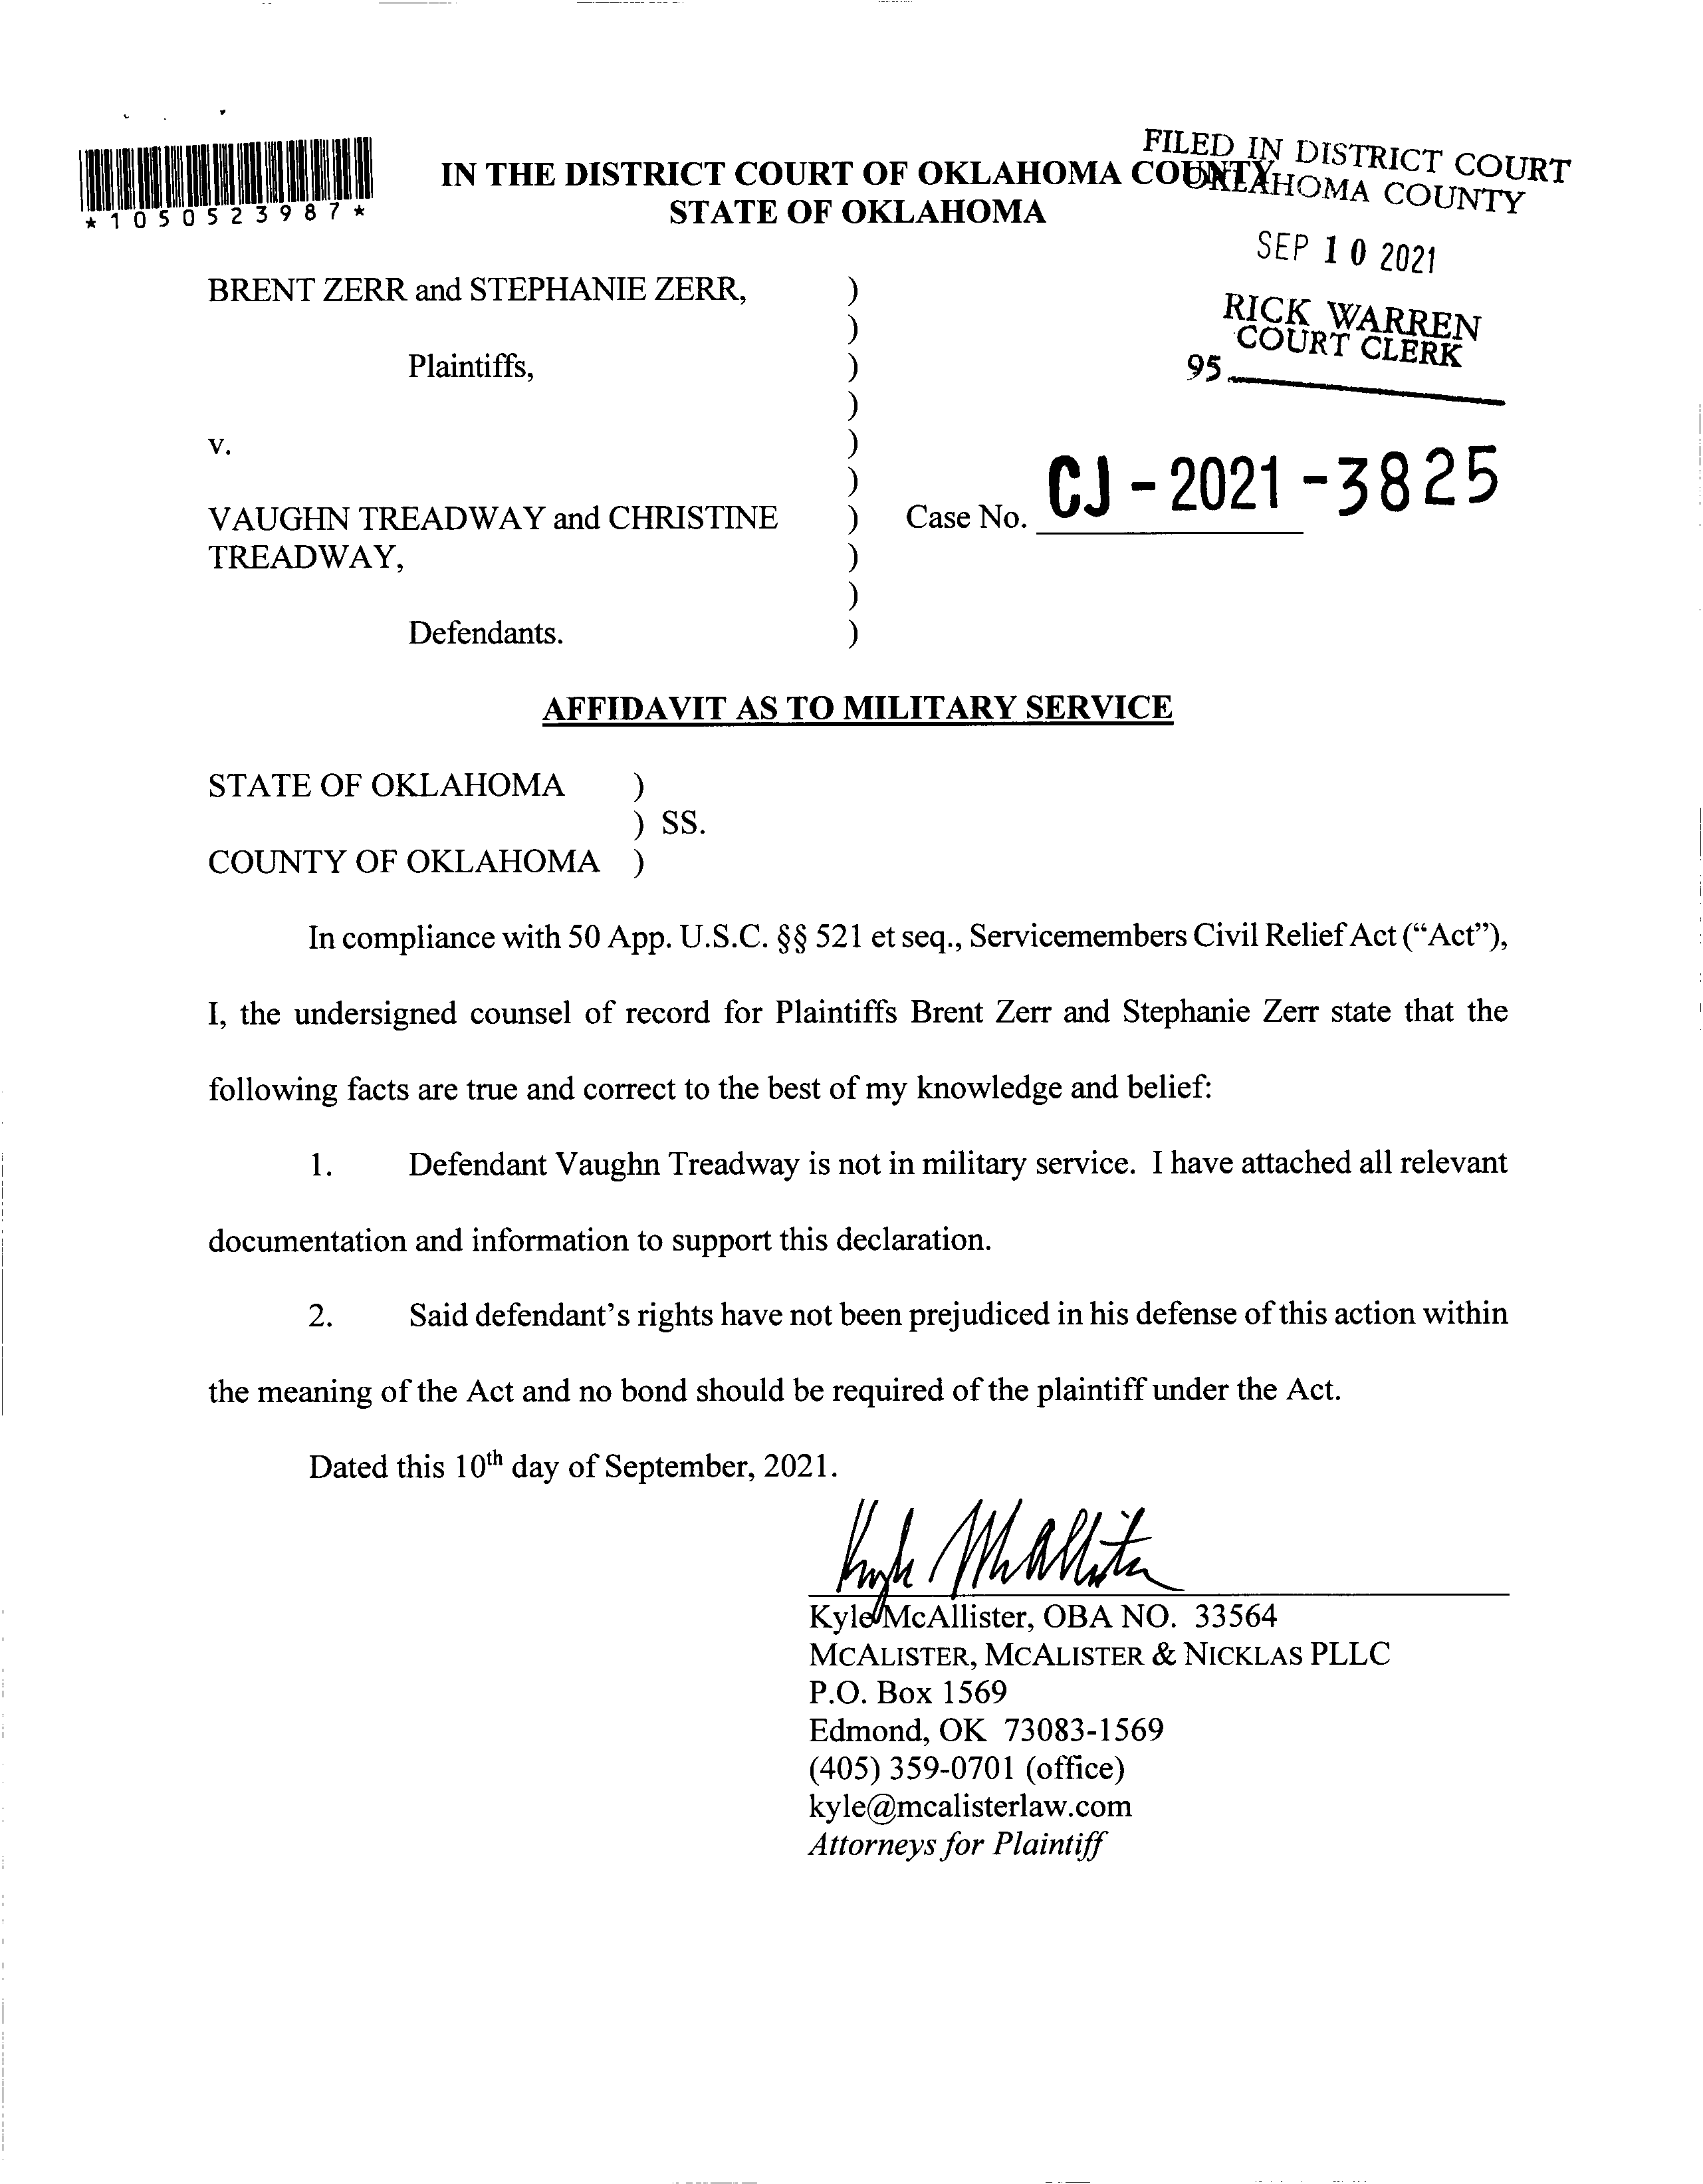 FILED IN DISTRICT COURT
OKLAHOMA COUNTY
IN THE DISTRICT COURT OF OKLAHOMA COUNTY
STATE OF OKLAHOMA
*1050523987*
SEP 10 2021
RICK WARREN
COURT CLERK
95
BRENT ZERR and STEPHANIE ZERR, )
)
Plaintiffs, )
)
v. )
)
VAUGHN TREADWAY and CHRISTINE ) Case No. CJ-2021-3825
TREADWAY, )
)
Defendants. )
AFFIDAVIT AS TO MILITARY SERVICE
STATE OF OKLAHOMA )
) SS.
COUNTY OF OKLAHOMA )
In compliance with 50 App. U.S.C. §§ 521 et seq., Servicemembers Civil Relief Act (“Act”),
I, the undersigned counsel of record for Plaintiffs Brent Zerr and Stephanie Zerr state that the
following facts are true and correct to the best of my knowledge and belief:
1. Defendant Vaughn Treadway is not in military service. I have attached all relevant
documentation and information to support this declaration.
2. Said defendant’s rights have not been prejudiced in his defense of this action within
the meaning of the Act and no bond should be required of the plaintiff under the Act.
Dated this 10th day of September, 2021.
Kyle McAllister
Kyle McAllister, OBA NO. 33564
MCALISTER, MCALISTER & NICKLAS PLLC
P.O. Box 1569
Edmond, OK 73083-1569
(405) 359-0701 (office)
kyle@mcalisterlaw.com
Attorneys for Plaintiff